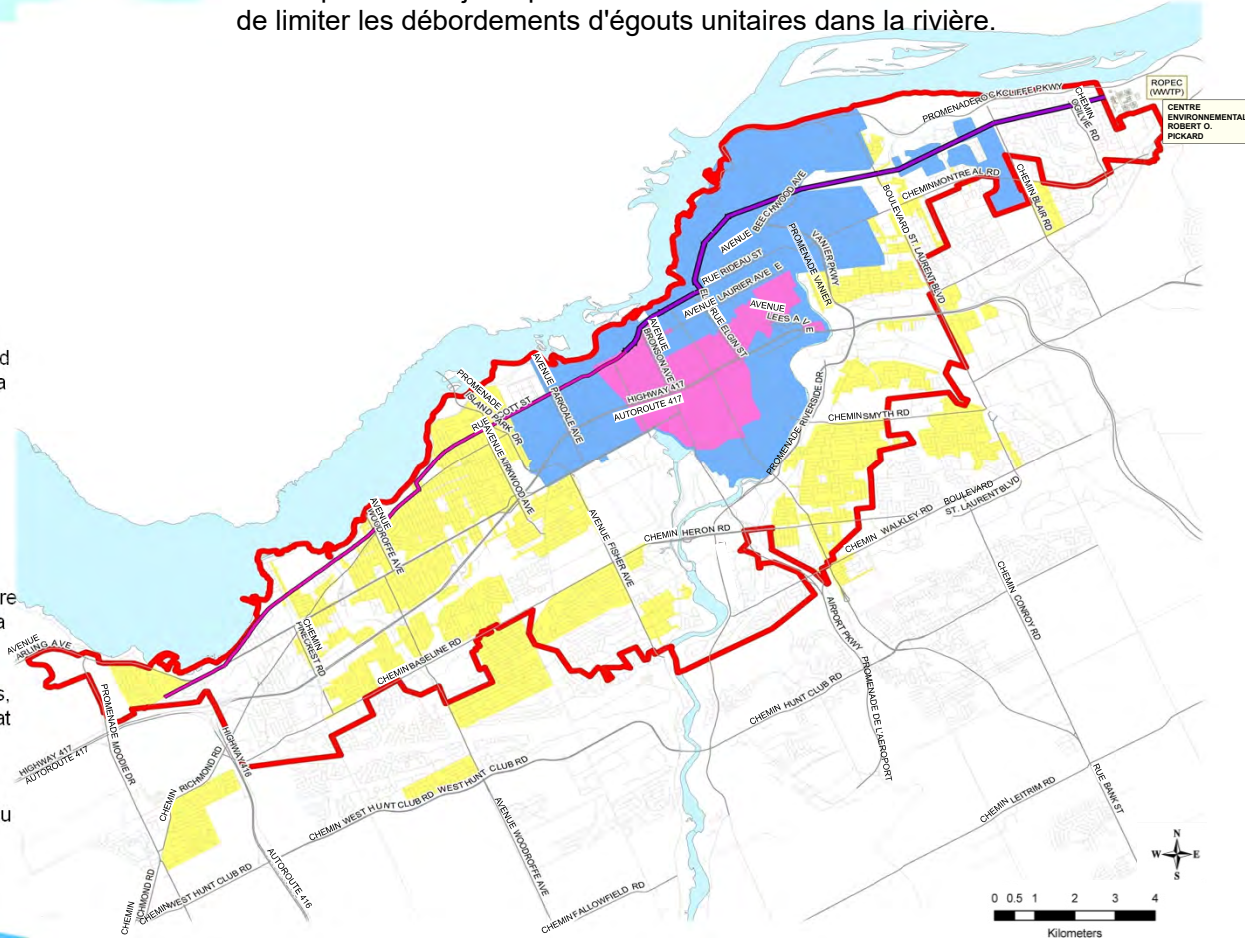 de limiter les débordements d'égouts unitaires dans la rivière.
ROPEC
(WWTP)
CENTRE
ENVIRONNEMENTAL
ROBERT O.
PICKARD
PROMENADE ROCKCLIFFE PKWY
CHEMIN
OGILVIE RD
CHEMIN MONTREAL RD
CHEMIN BLAIR RD
AVENUE BEECHWOOD AVE
BOULEVARD ST. LAURENT BLVD
VANIER PKWY
PROMENADE VANIER
RUE RIDEAU ST
AVENUE LAURIER AVE E
AVENUE
LEES AVE
RUE ELGIN ST
AVENUE
BRONSON AVE
HIGHWAY 417
AUTOROUTE 417
AVENUE PARKDALE AVE
PROMENADE
ISLAND PARK DR
AVENUE KIRKWOOD AVE
PROMENADE RIVERSIDE DR
CHEMIN SMYTH RD
AVENUE
WOODROFFE AVE
AVENUE FISHER AVE
CHEMIN HERON RD
CHEMIN WALKLEY RD
BOULEVARD
ST. LAURENT BLVD
CHEMIN CONROY RD
CHEMIN
PINECREST RD
CHEMIN BASELINE RD
AIRPORT PKWY
PROMENADE DE L'AEROPORT
AVENUE
ARLING AVE
PROMENADE MOODIE DR
HIGHWAY 417
AUTOROUTE 417
HIGHWAY 416
CHEMIN
RICHMOND RD
CHEMIN HUNT CLUB RD
CHEMIN WEST HUNT CLUB RD
WEST HUNT CLUB RD
AVENUE WOODROFFE AVE
AUTOROUTE 416
CHEMIN WEST HUNT CLUB RD
CHEMIN
RICHMOND RD
CHEMIN FALLOWFIELD RD
CHEMIN LEITRIM RD
RUE BANK ST
N
W E
S
0 0.5 1 2 3 4
Kilometers